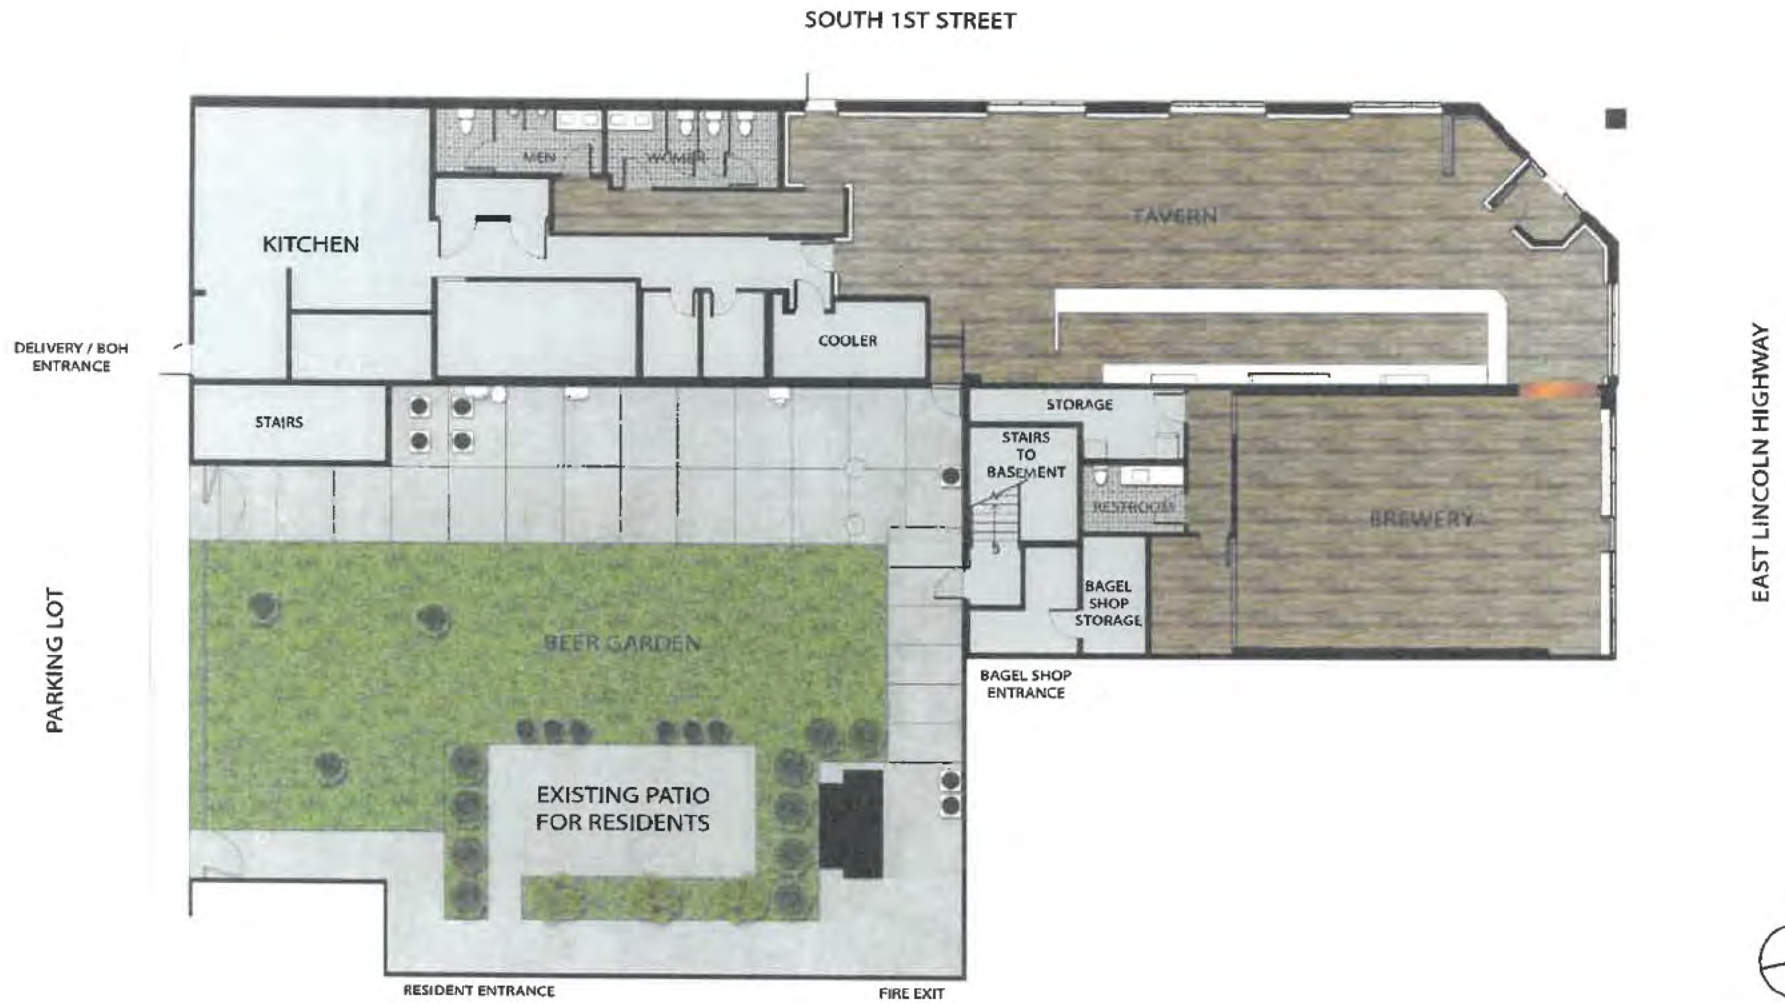 SOUTH 1ST STREET
MEN
WOMEN
KITCHEN
TAVERN
DELIVERY / BOH
ENTRANCE
COOLER
STAIRS
STORAGE
STAIRS
TO
BASEMENT
RESTROOM
BREWERY
EAST LINCOLN HIGHWAY
PARKING LOT
BEER GARDEN
BAGEL
SHOP
STORAGE
BAGEL SHOP
ENTRANCE
EXISTING PATIO
FOR RESIDENTS
RESIDENT ENTRANCE
FIRE EXIT